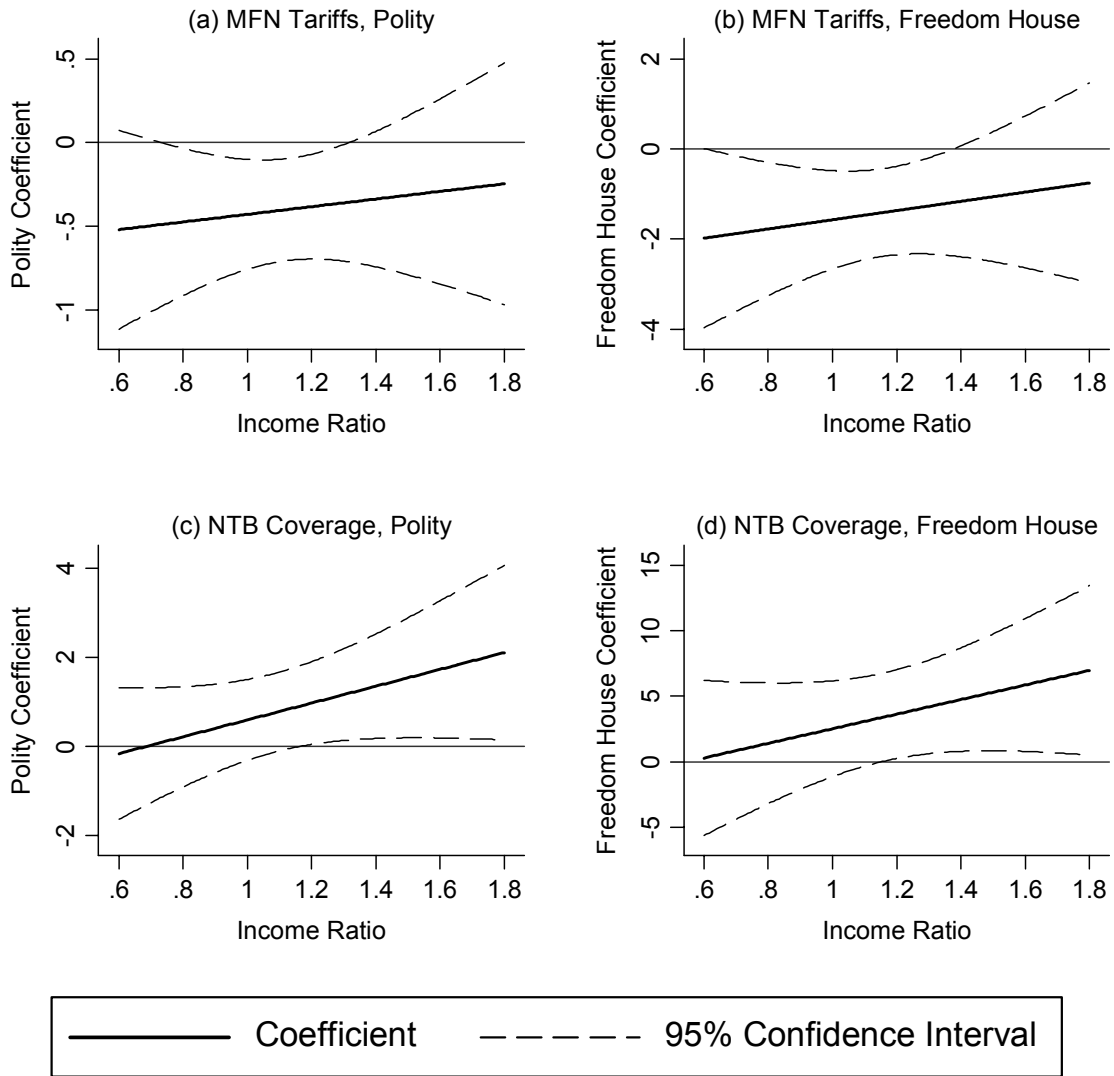 (a) MFN Tariffs, Polity
Polity Coefficient
.5
0
-.5
-1
.6 .8 1 1.2 1.4 1.6 1.8
Income Ratio
(b) MFN Tariffs, Freedom House
Freedom House Coefficient
2
0
-2
-4
.6 .8 1 1.2 1.4 1.6 1.8
Income Ratio
(c) NTB Coverage, Polity
Polity Coefficient
4
2
0
-2
.6 .8 1 1.2 1.4 1.6 1.8
Income Ratio
(d) NTB Coverage, Freedom House
Freedom House Coefficient
15
10
5
0
-5
.6 .8 1 1.2 1.4 1.6 1.8
Income Ratio
Coefficient
95% Confidence Interval